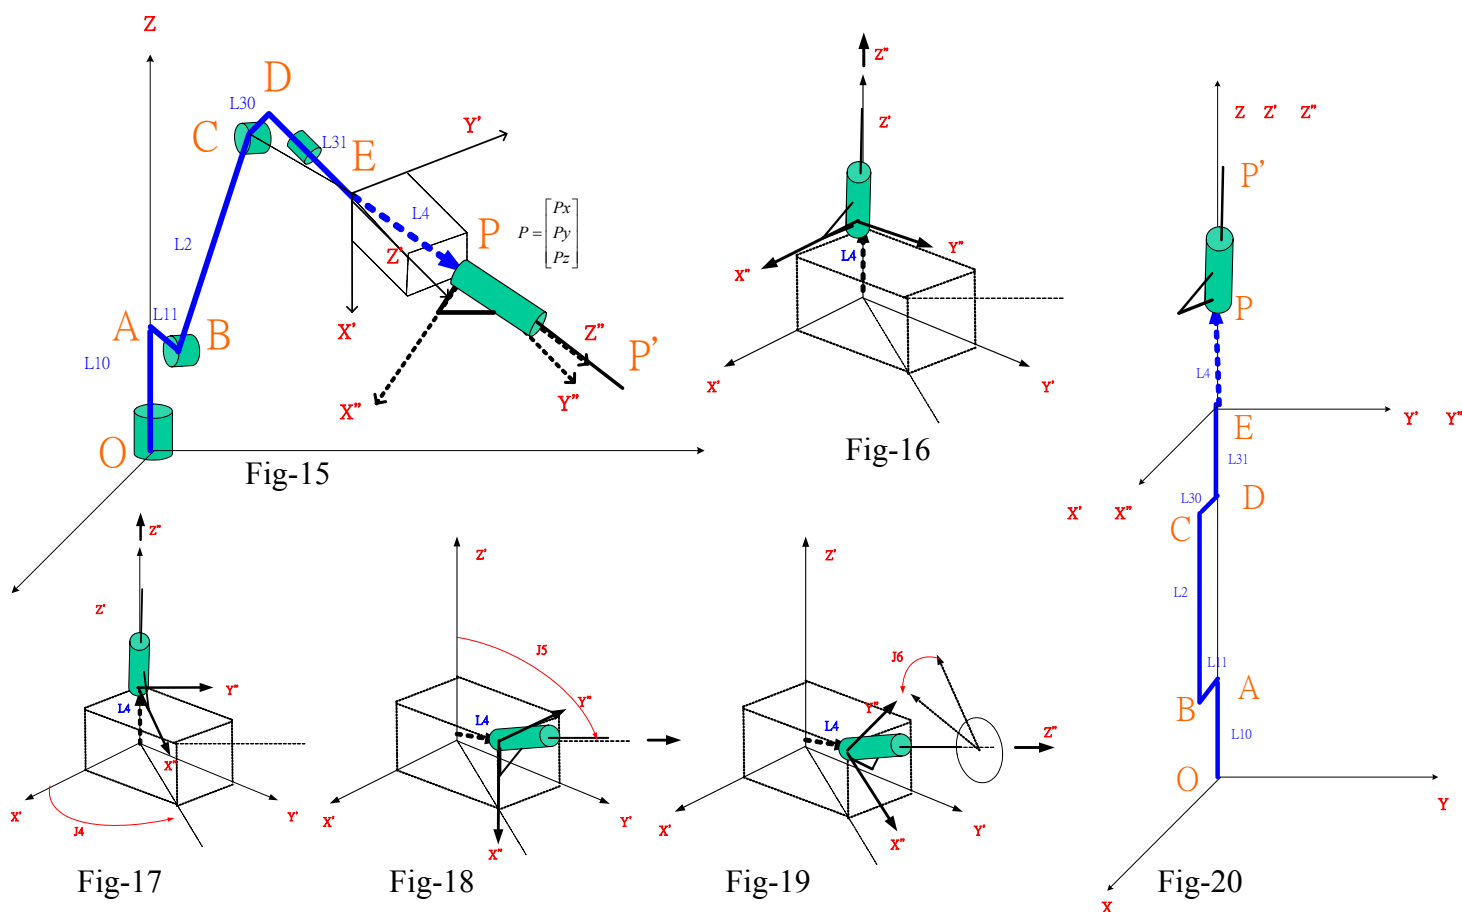 Z
D
L30
C
L31
E
Y'
L4
P
P = [Px Py Pz]
Z'
L2
A
L11
B
L10
X'
Z"
P'
X"
Y"
O
Fig-15
Z"
Z'
Y"
X"
L4
X'
Y'
Fig-16
Z Z' Z"
P'
P
L4
E
Y' Y"
L31
L30
D
X' X"
C
L2
L11
A
B
L10
O
Y
X
Fig-20
Z"
Z'
Y"
L4
X"
X'
J4
Y'
Fig-17
Z'
J5
Y"
L4
X'
Y'
X"
Fig-18
Z'
J6
Y"
L4
Z"
X'
Y'
X"
Fig-19